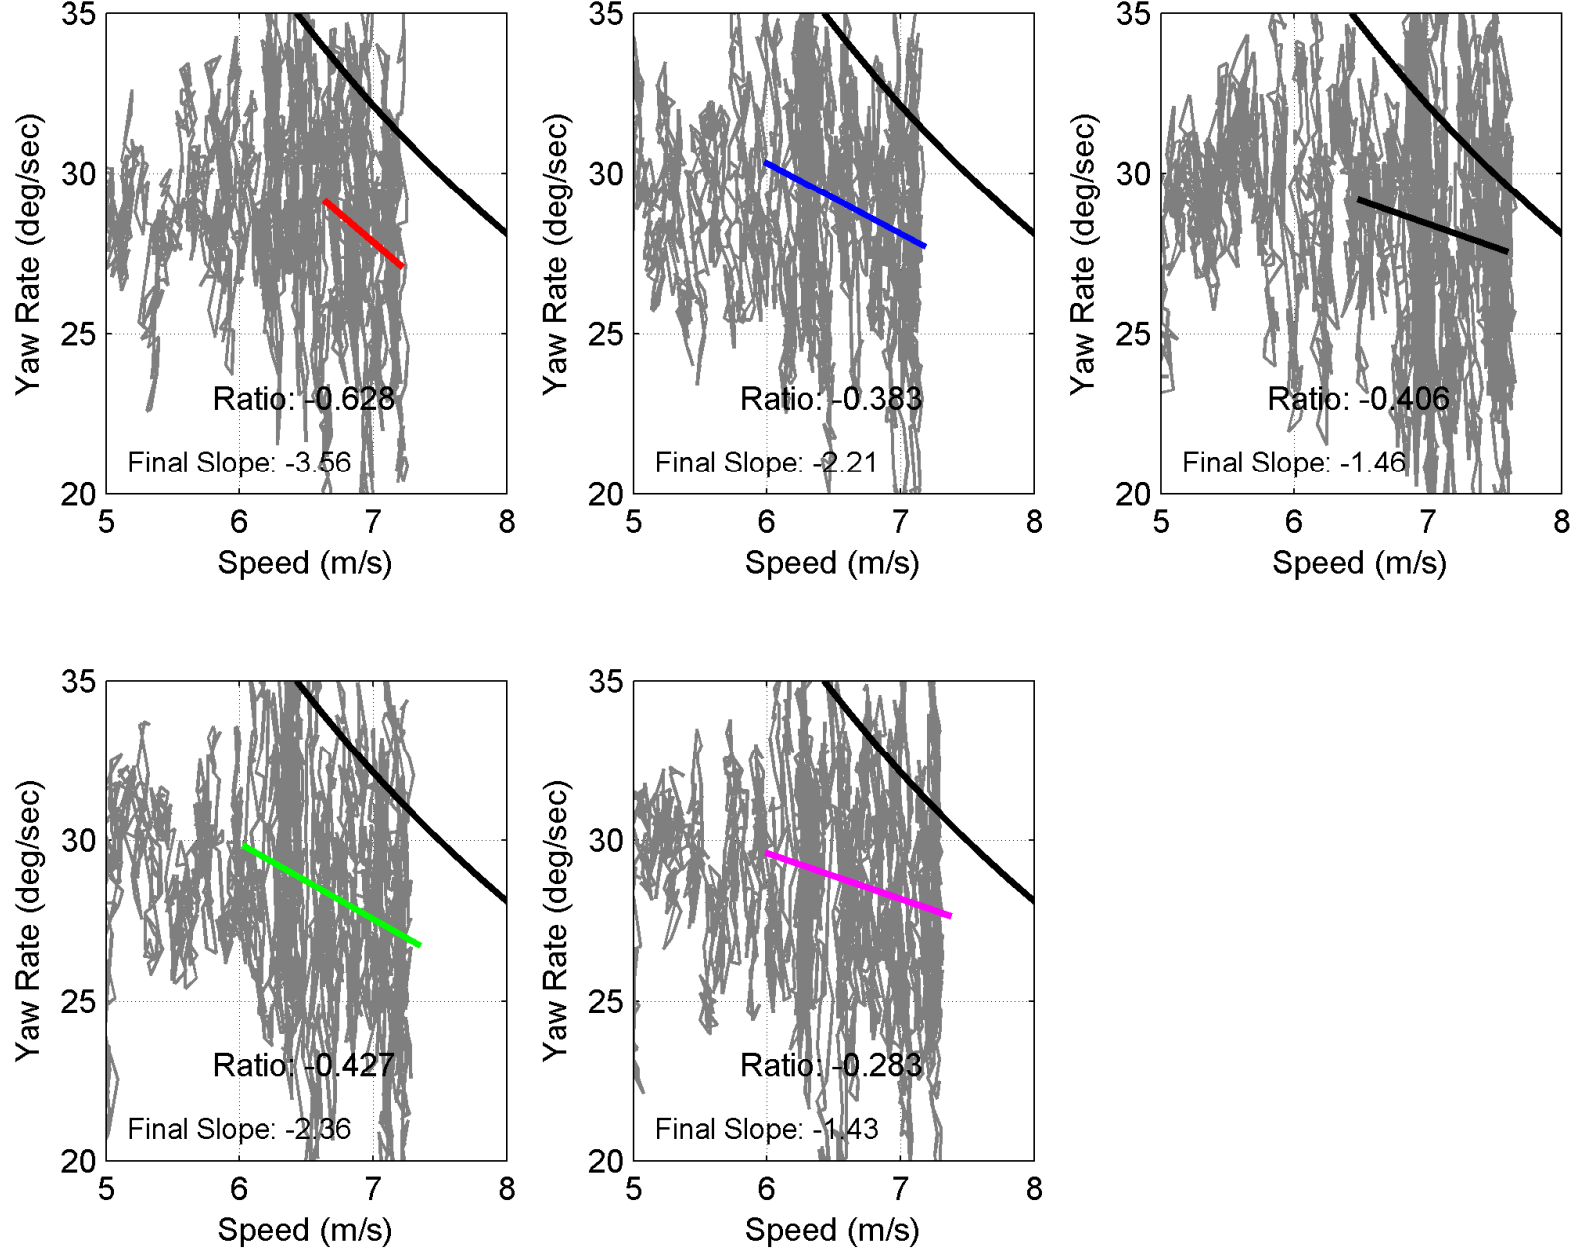 35
30
25
20
Yaw Rate (deg/sec)
Ratio: -0.628
Final Slope: -3.56
5 6 7 8
Speed (m/s)
35
30
25
20
Yaw Rate (deg/sec)
Ratio: -0.383
Final Slope: -2.21
5 6 7 8
Speed (m/s)
35
30
25
20
Yaw Rate (deg/sec)
Ratio: -0.406
Final Slope: -1.46
5 6 7 8
Speed (m/s)
35
30
25
20
Yaw Rate (deg/sec)
Ratio: -0.427
Final Slope: -2.36
5 6 7 8
Speed (m/s)
35
30
25
20
Yaw Rate (deg/sec)
Ratio: -0.283
Final Slope: -1.43
5 6 7 8
Speed (m/s)